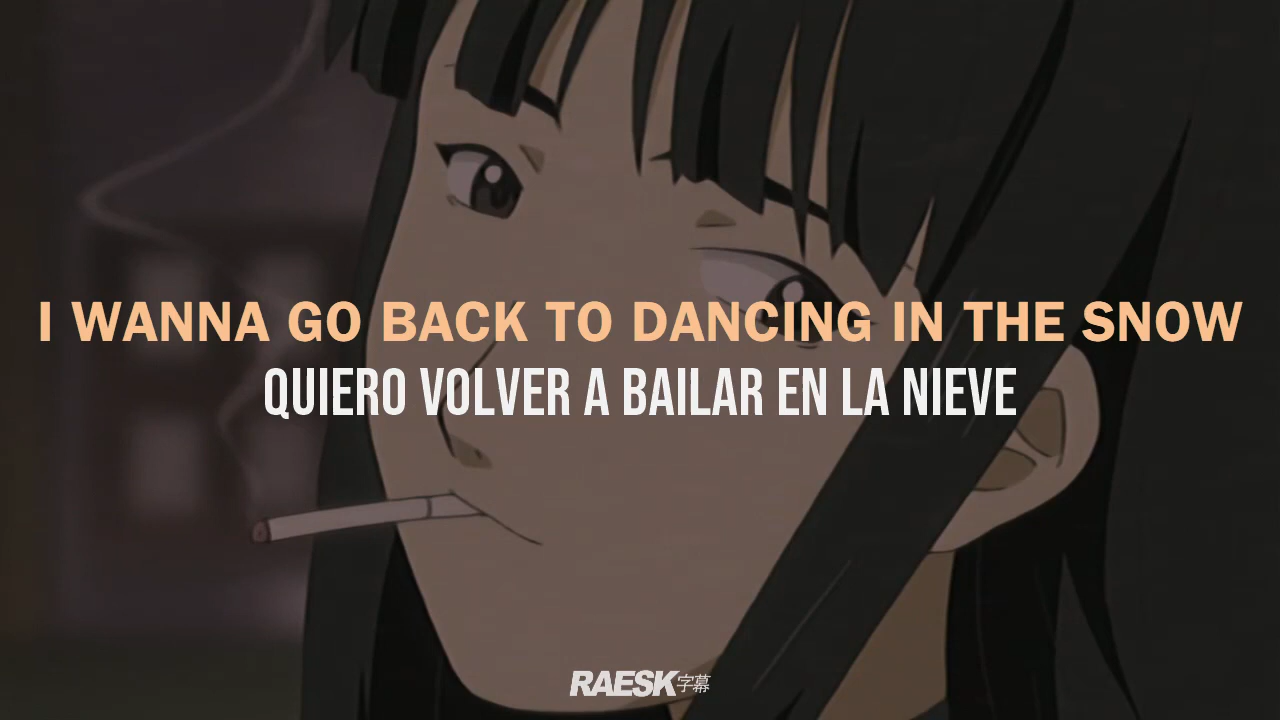 I WANNA GO BACK TO DANCING IN THE SNOW
QUIERO VOLVER A BAILAR EN LA NIEVE
RAESK字幕